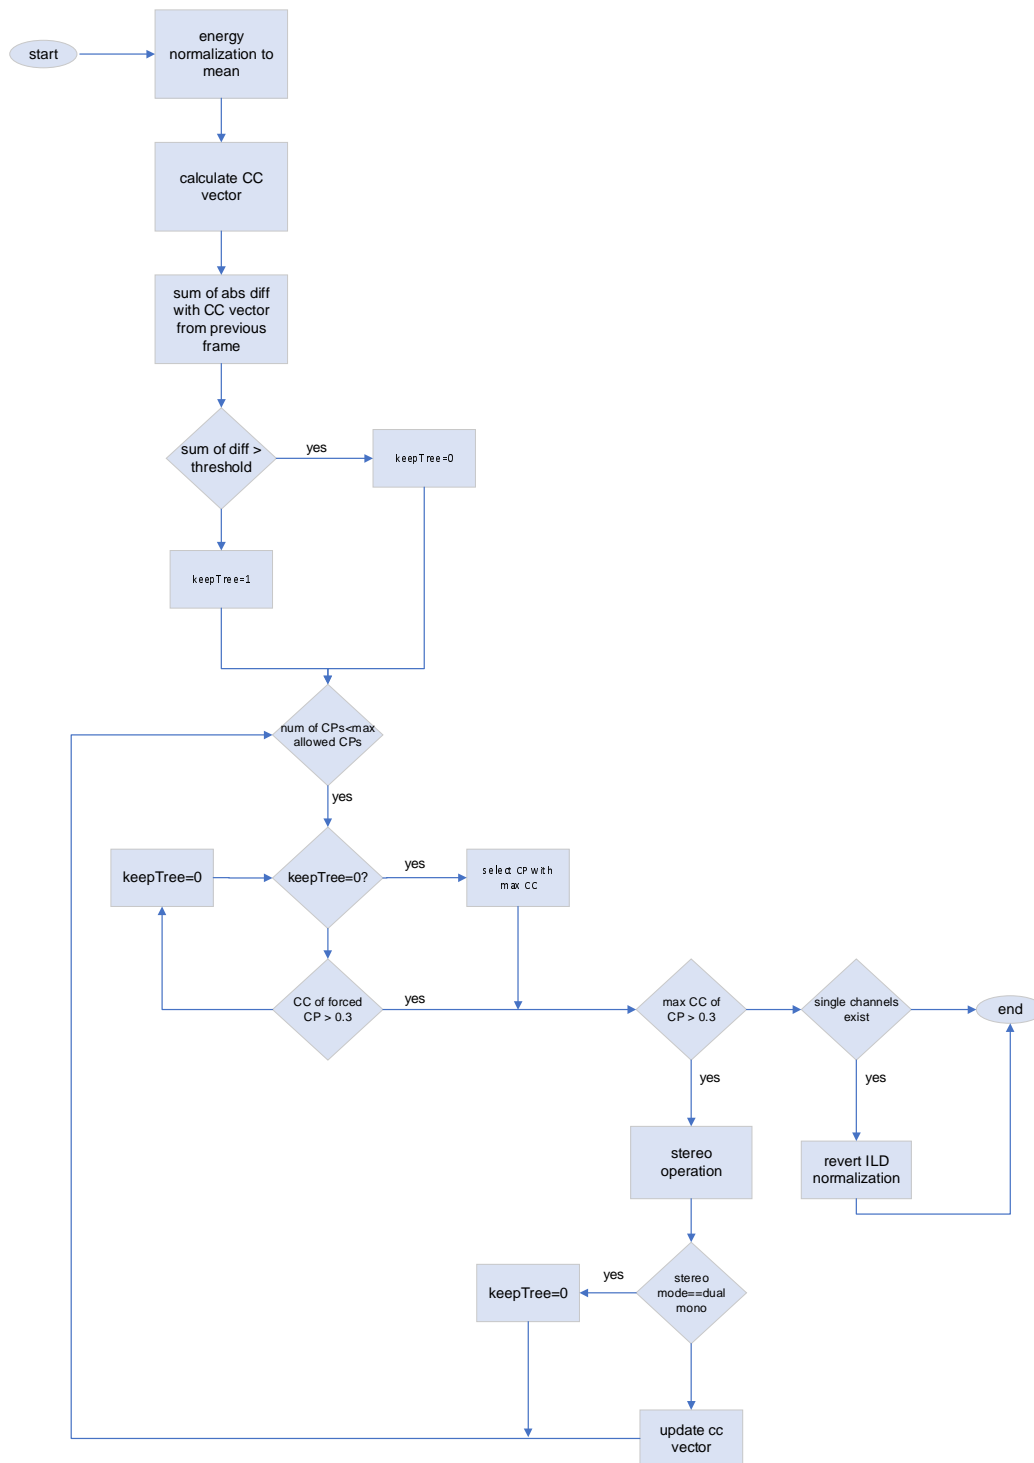 start
energy
normalization to
mean
calculate CC
vector
sum of abs diff
with CC vector
from previous
frame
sum of diff >
threshold
yes
keepTree=0
keepTree=1
num of CPs<max
allowed CPs
yes
keepTree=0
keepTree=0?
yes
select CP with
max CC
CC of forced
CP > 0.3
yes
max CC of
CP > 0.3
single channels
exist
end
yes
yes
stereo
operation
revert ILD
normalization
keepTree=0
yes
stereo
mode==dual
mono
update cc
vector